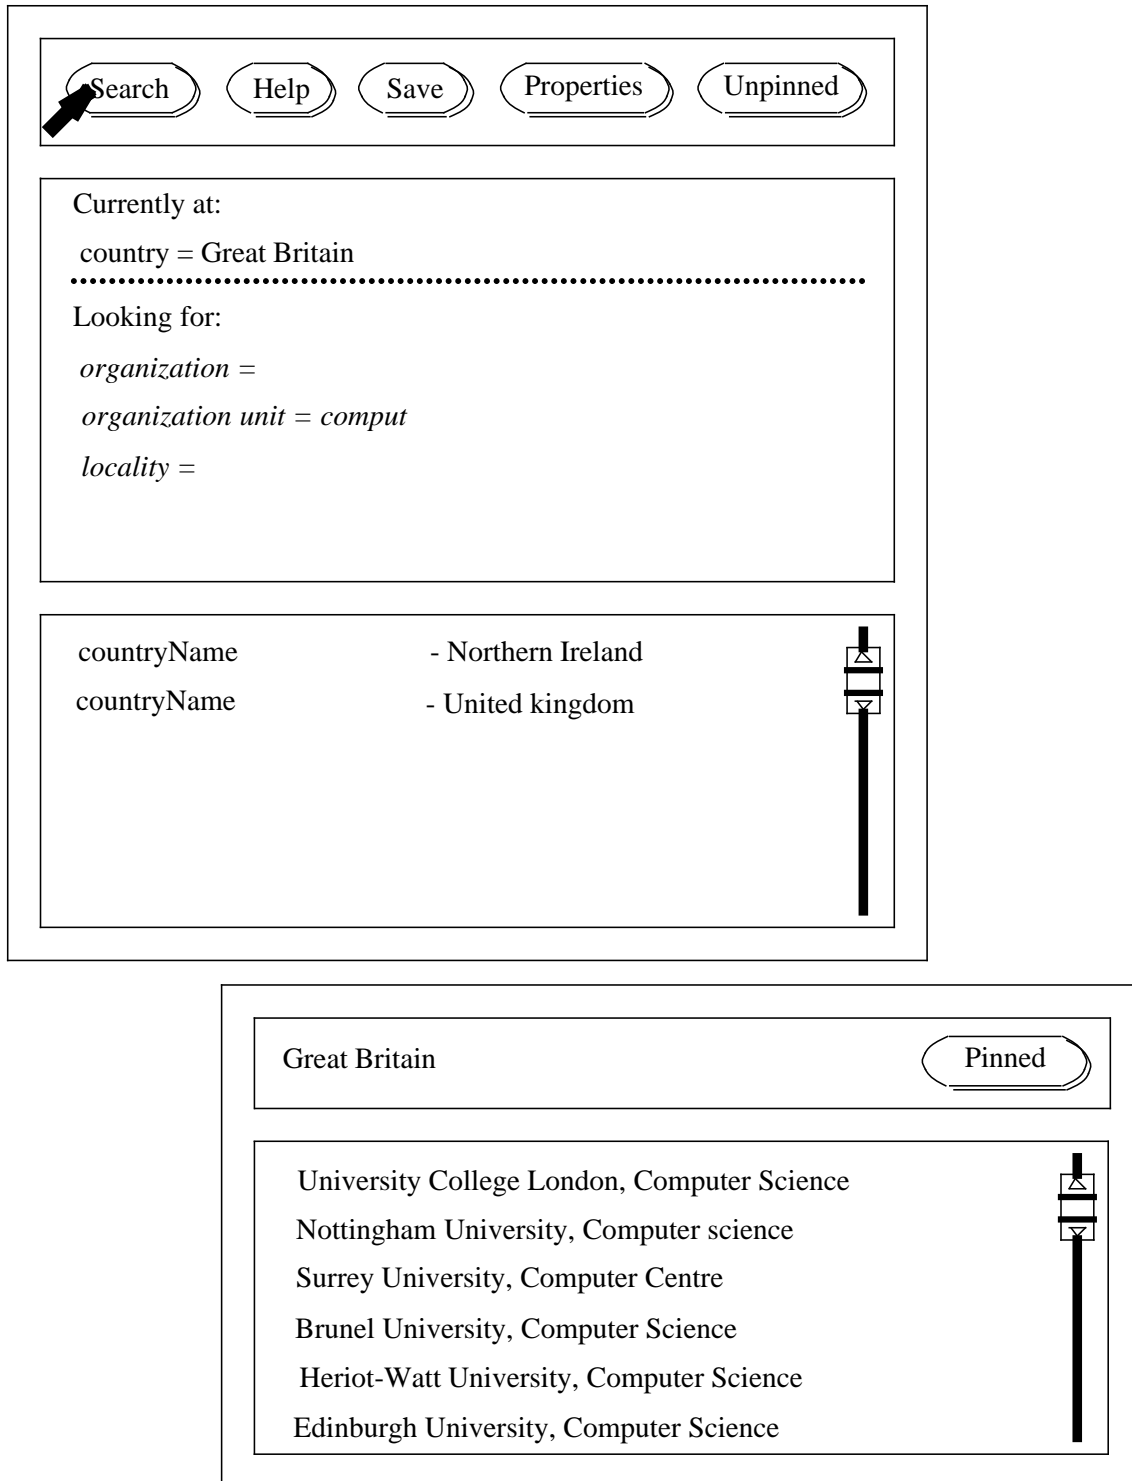 Search Help Save Properties Unpinned
Currently at:
country = Great Britain
Looking for:
organization =
organization unit = comput
locality =
countryName - Northern Ireland
countryName - United kingdom
Great Britain Pinned
University College London, Computer Science
Nottingham University, Computer science
Surrey University, Computer Centre
Brunel University, Computer Science
Heriot-Watt University, Computer Science
Edinburgh University, Computer Science